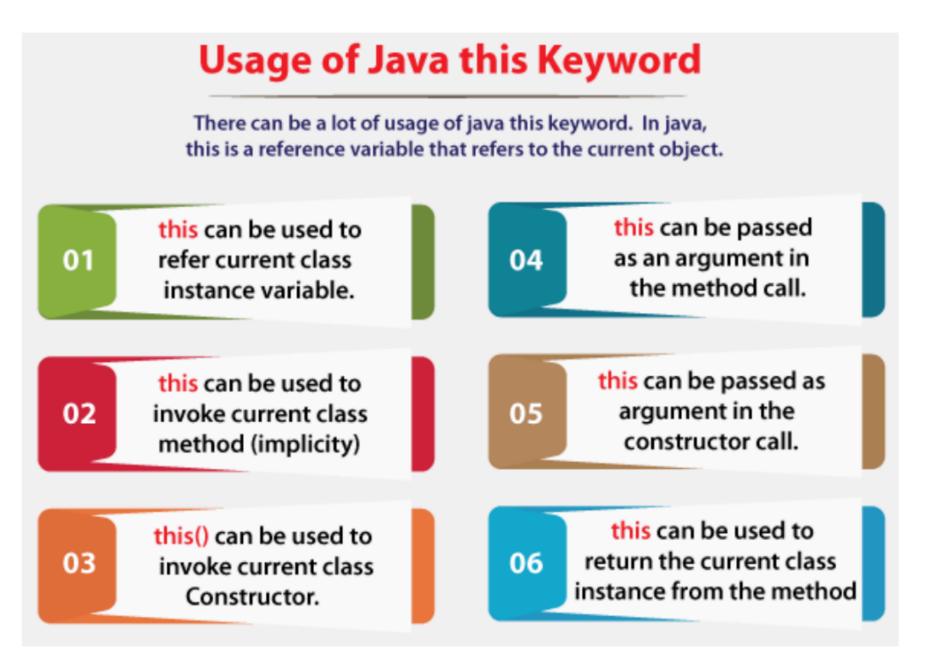 Usage of Java this Keyword
There can be a lot of usage of java this keyword. In java,
this is a reference variable that refers to the current object.
01
this can be used to
refer current class
instance variable.
02
this can be used to
invoke current class
method (implicity)
03
this() can be used to
invoke current class
Constructor.
04
this can be passed
as an argument in
the method call.
05
this can be passed as
argument in the
constructor call.
06
this can be used to
return the current class
instance from the method